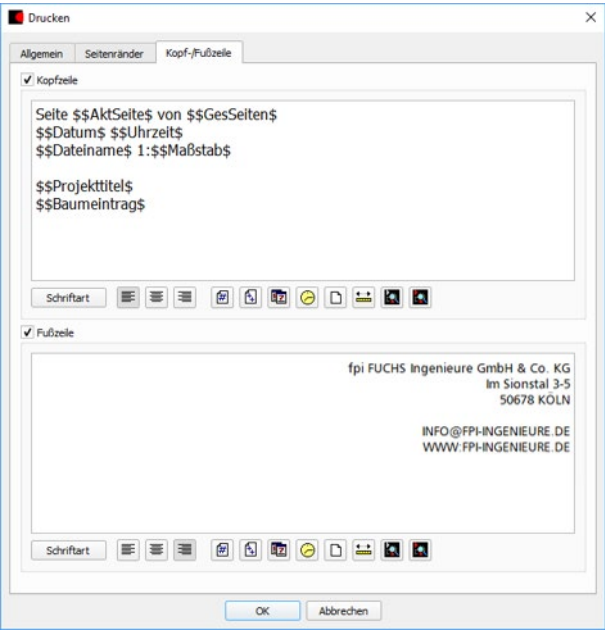 Drucken
Allgemein Seitenränder Kopf-/Fußzeile
Kopfzeile
Seite $$AktSeite$ von $$GesSeiten$
$$Datum$ $$Uhrzeit$
$$Dateiname$ 1:$$Maßstab$
$$Projekttitel$
$$Baumeintrag$
Schriftart
Fußzeile
fpi FUCHS Ingenieure GmbH & Co. KG
Im Sionstal 3-5
50678 KÖLN
INFO@FPI-INGENIEURE.DE
WWW.FPI-INGENIEURE.DE
Schriftart
OK Abbrechen